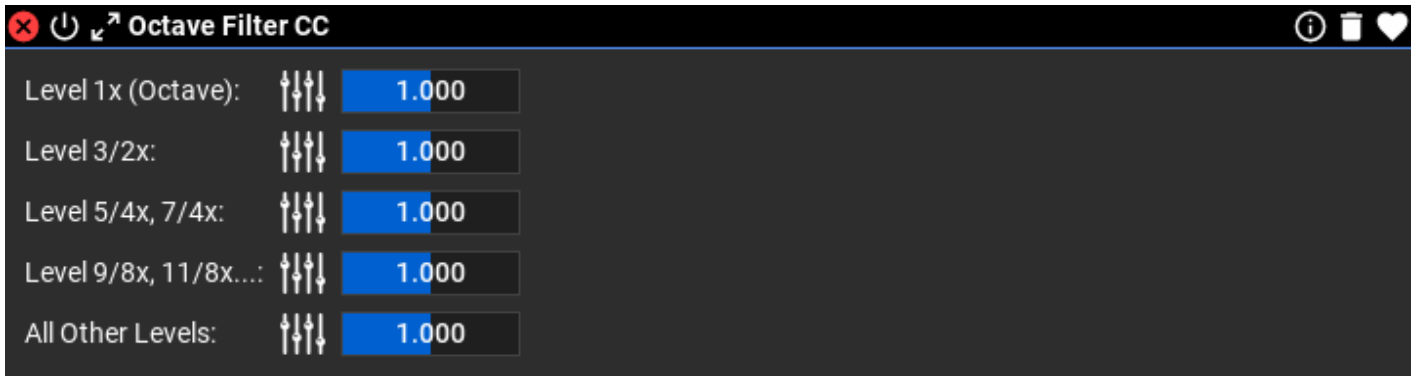 Octave Filter CC
Level 1x (Octave): 1.000
Level 3/2x: 1.000
Level 5/4x, 7/4x: 1.000
Level 9/8x, 11/8x...: 1.000
All Other Levels: 1.000